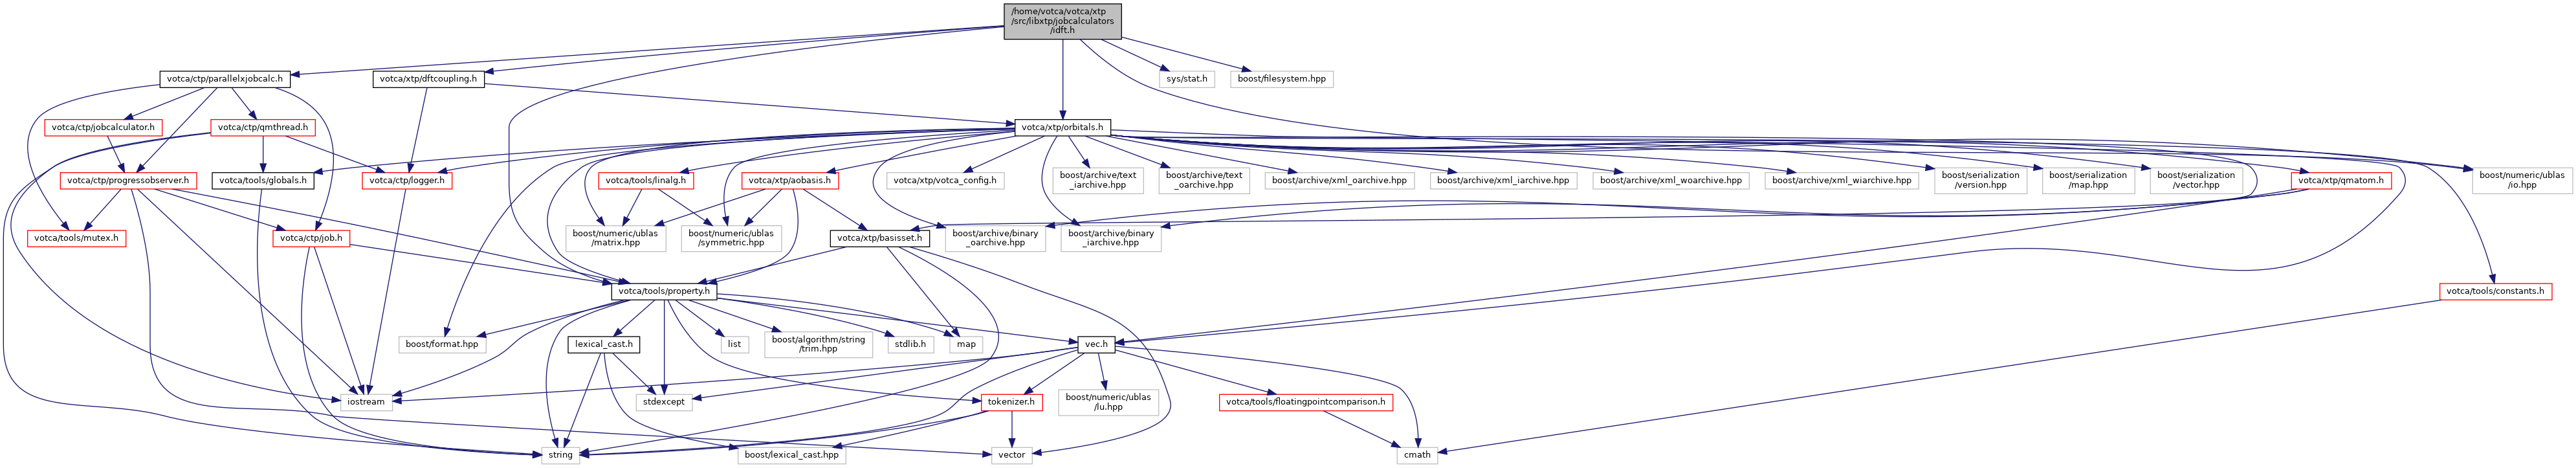 /home/votca/votca/xtp
/src/libxtp/jobcalculators
/idft.h
votca/ctp/parallelxjobcalc.h
votca/xtp/dftcoupling.h
sys/stat.h
boost/filesystem.hpp
votca/ctp/jobcalculator.h
votca/ctp/qmthread.h
votca/xtp/orbitals.h
votca/ctp/progressobserver.h
votca/tools/globals.h
votca/ctp/logger.h
votca/tools/linalg.h
votca/xtp/aobasis.h
votca/xtp/votca_config.h
boost/archive/text
_iarchive.hpp
boost/archive/text
_oarchive.hpp
boost/archive/xml_oarchive.hpp
boost/archive/xml_iarchive.hpp
boost/archive/xml_woarchive.hpp
boost/archive/xml_wiarchive.hpp
boost/serialization
/version.hpp
boost/serialization
/map.hpp
boost/serialization
/vector.hpp
votca/xtp/qmatom.h
boost/numeric/ublas
/io.hpp
votca/tools/mutex.h
votca/ctp/job.h
boost/numeric/ublas
/matrix.hpp
boost/numeric/ublas
/symmetric.hpp
votca/xtp/basisset.h
boost/archive/binary
_oarchive.hpp
boost/archive/binary
_iarchive.hpp
votca/tools/property.h
votca/tools/constants.h
boost/format.hpp
lexical_cast.h
list
boost/algorithm/string
/trim.hpp
stdlib.h
map
vec.h
iostream
stdexcept
tokenizer.h
boost/numeric/ublas
/lu.hpp
votca/tools/floatingpointcomparison.h
string
boost/lexical_cast.hpp
vector
cmath